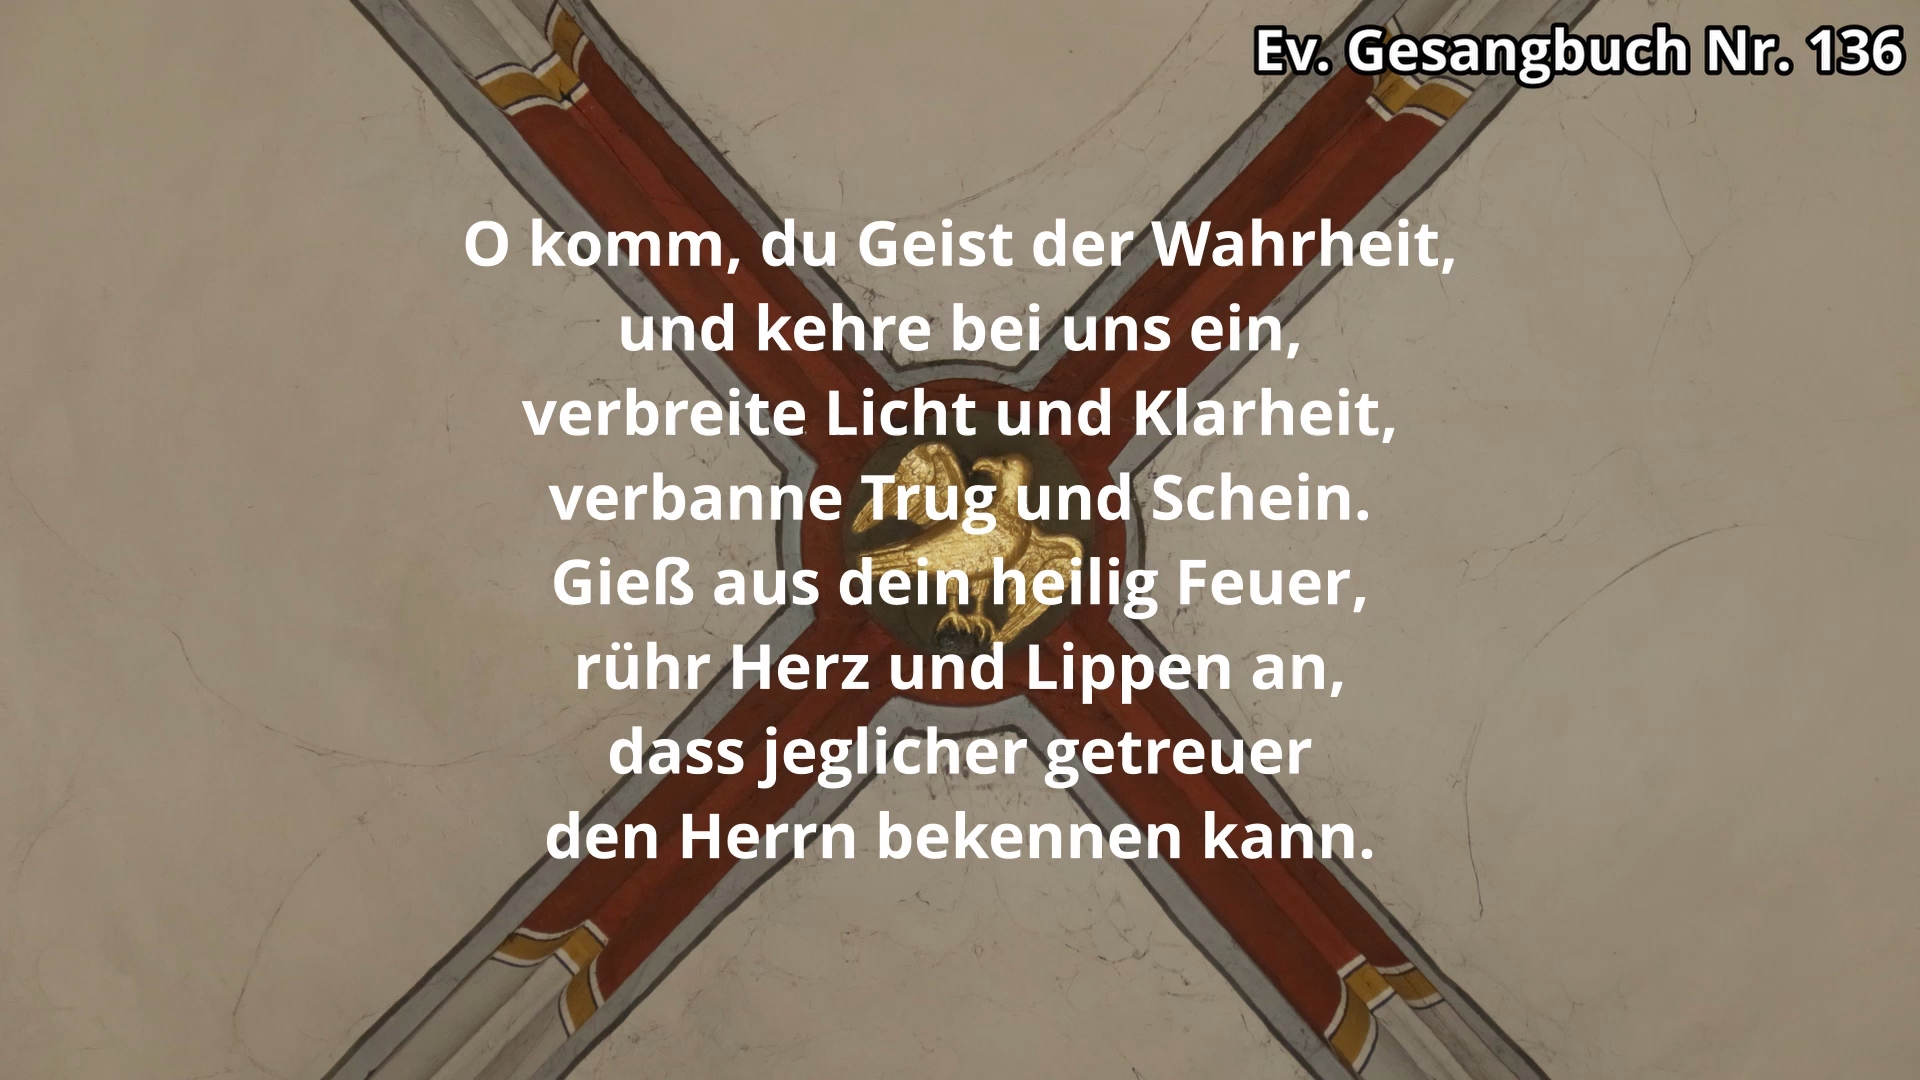 Ev. Gesangbuch Nr. 136
O komm, du Geist der Wahrheit,
und kehre bei uns ein,
verbreite Licht und Klarheit,
verbanne Trug und Schein.
Gieß aus dein heilig Feuer,
rühr Herz und Lippen an,
dass jeglicher getreuer
den Herrn bekennen kann.